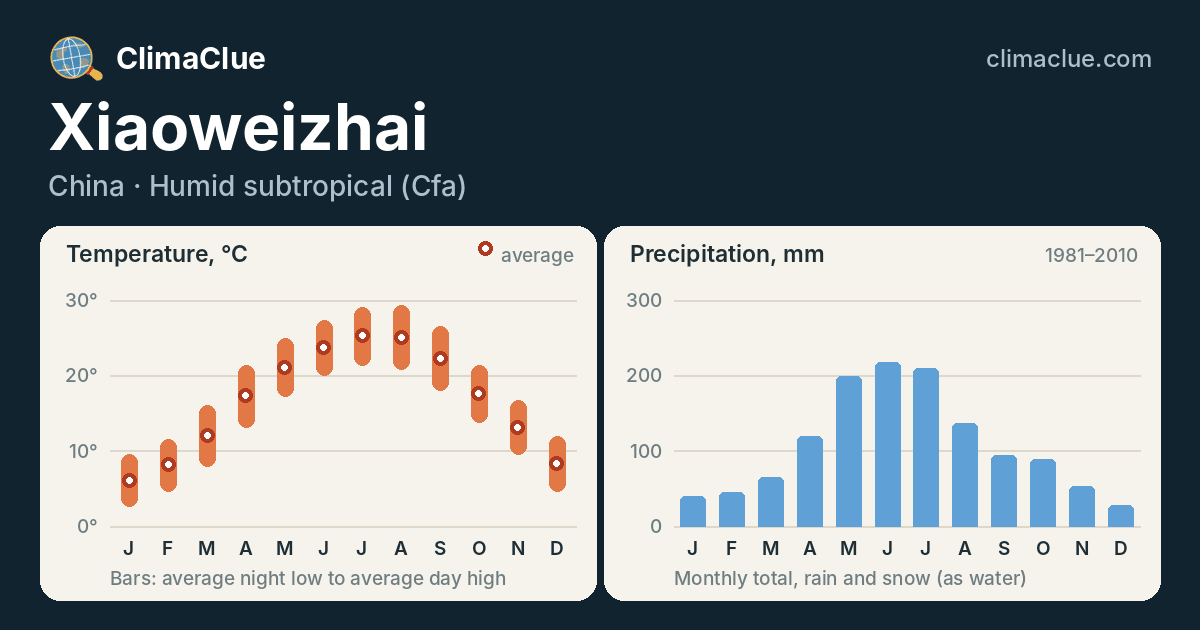 ClimaClue
climaclue.com
Xiaoweizhai
China · Humid subtropical (Cfa)
Temperature, °C
average
30°
20°
10°
0°
J F M A M J J A S O N D
Bars: average night low to average day high
Precipitation, mm
1981–2010
300
200
100
0
J F M A M J J A S O N D
Monthly total, rain and snow (as water)